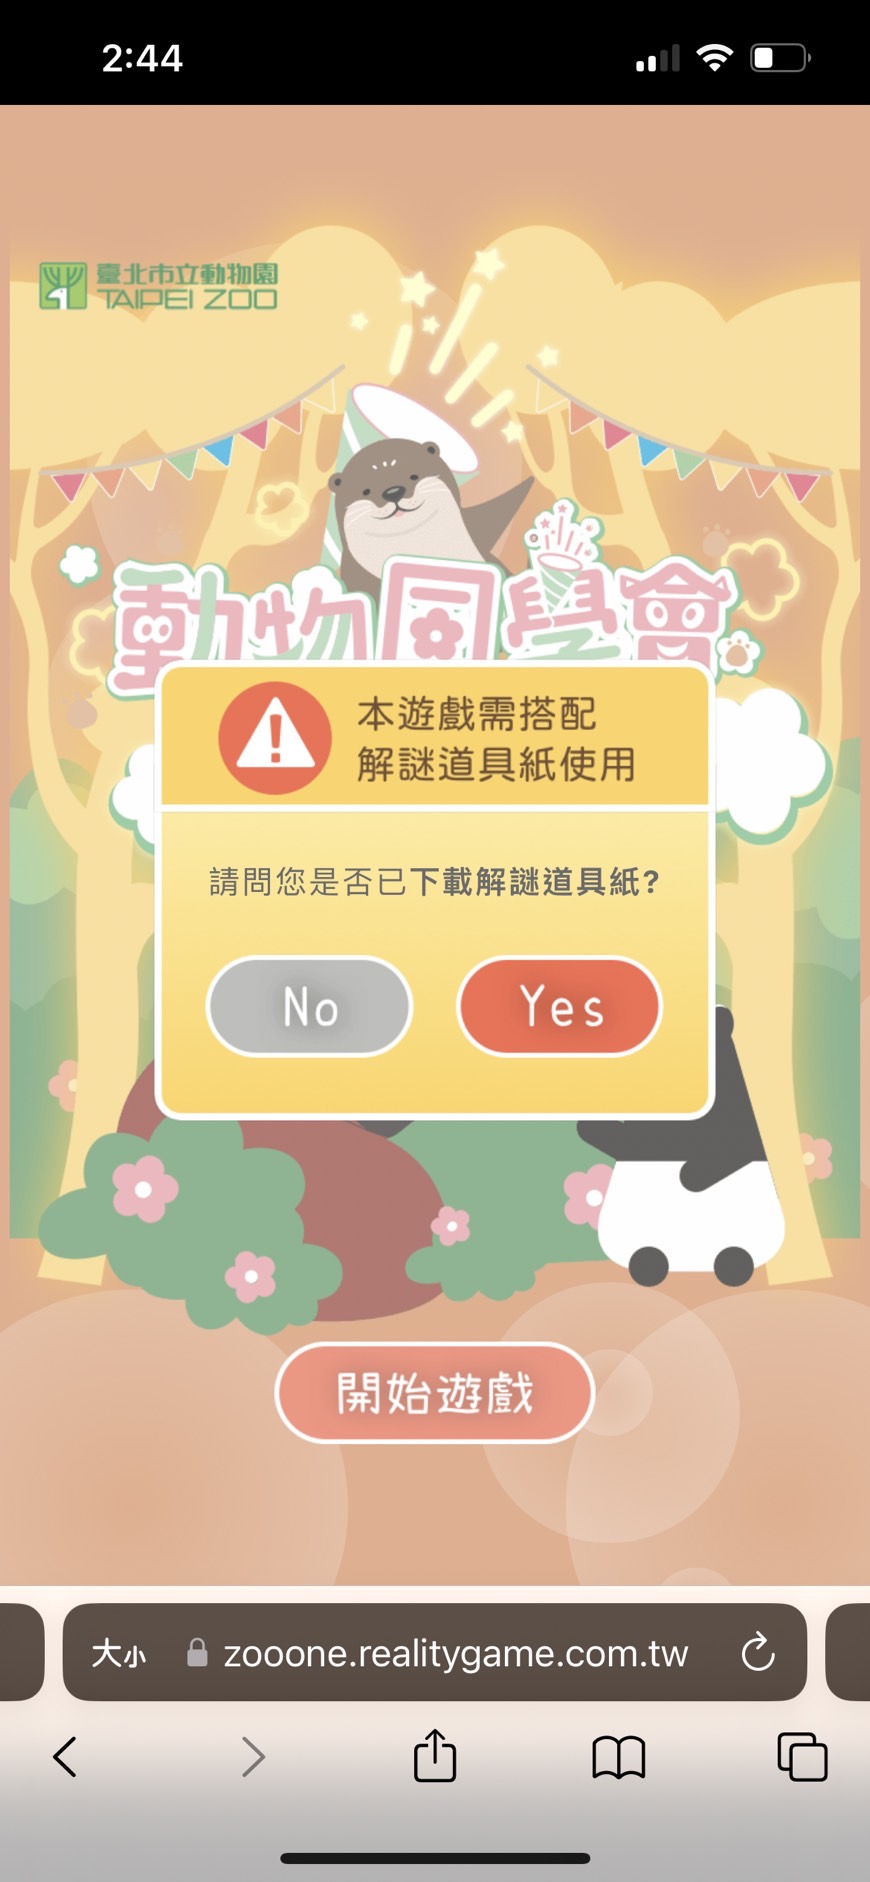 2:44
臺北市立動物園
TAIPEI ZOO
動物同學會
本遊戲需搭配
解謎道具紙使用
請問您是否已下載解謎道具紙?
No
Yes
開始遊戲
大小 zooone.realitygame.com.tw